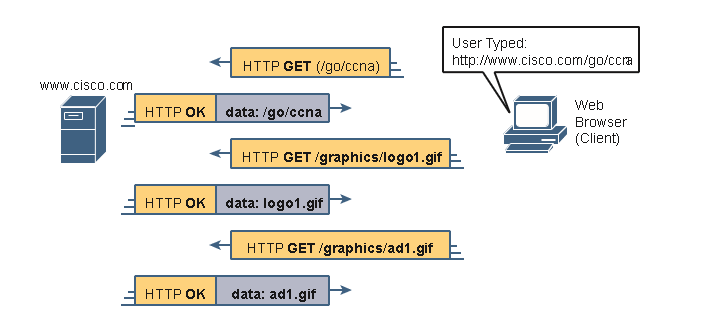 User Typed:
http://www.cisco.com/go/ccna
HTTP GET (/go/ccna)
www.cisco.com
HTTP OK data: /go/ccna
Web
Browser
(Client)
HTTP GET /graphics/logo1.gif
HTTP OK data: logo1.gif
HTTP GET /graphics/ad1.gif
HTTP OK data: ad1.gif